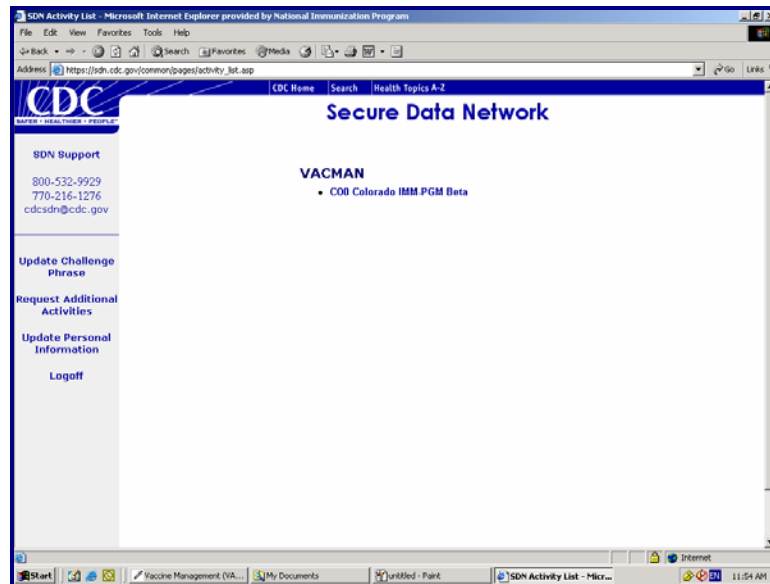 SDN Activity List - Microsoft Internet Explorer provided by National Immunization Program
File Edit View Favorites Tools Help
Back Search Favorites Media
Address https://sdn.cdc.gov/common/pages/activity_list.asp Go Links
CDC Home Search Health Topics A-Z
CDC
SAFER • HEALTHIER • PEOPLE™
Secure Data Network
SDN Support
800-532-9929
770-216-1276
cdcsdn@cdc.gov
VACMAN
• CO0 Colorado IMM.PGM Beta
Update Challenge
Phrase
Request Additional
Activities
Update Personal
Information
Logoff
Internet
Start Vaccine Management (VA... My Documents untitled - Paint SDN Activity List - Micr... EN 11:54 AM